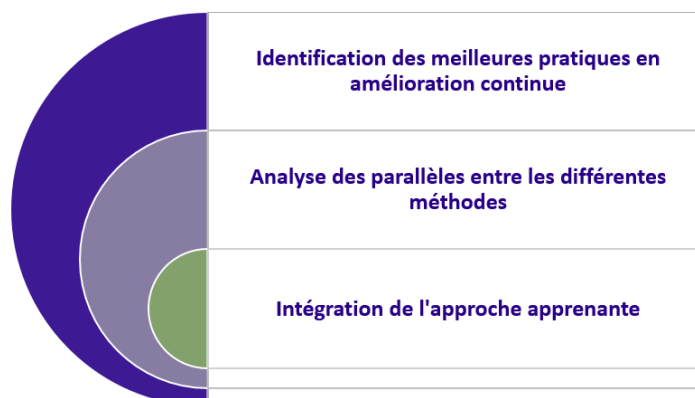 Identification des meilleures pratiques en
amélioration continue
Analyse des parallèles entre les différentes
méthodes
Intégration de l'approche apprenante